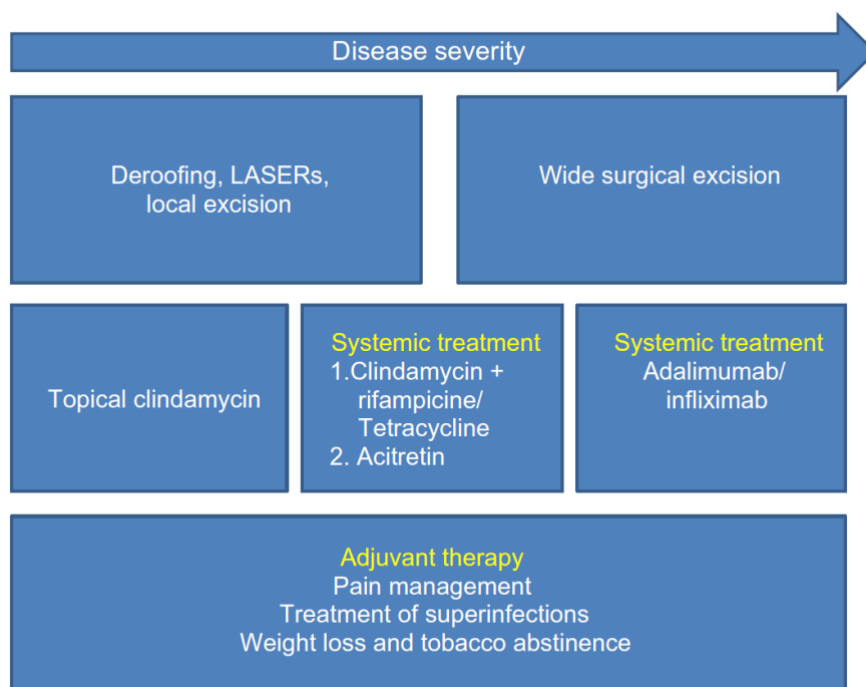 Disease severity
Deroofing, LASERs,
local excision
Wide surgical excision
Topical clindamycin
Systemic treatment
1.Clindamycin +
rifampicine/
Tetracycline
2. Acitretin
Systemic treatment
Adalimumab/
infliximab
Adjuvant therapy
Pain management
Treatment of superinfections
Weight loss and tobacco abstinence